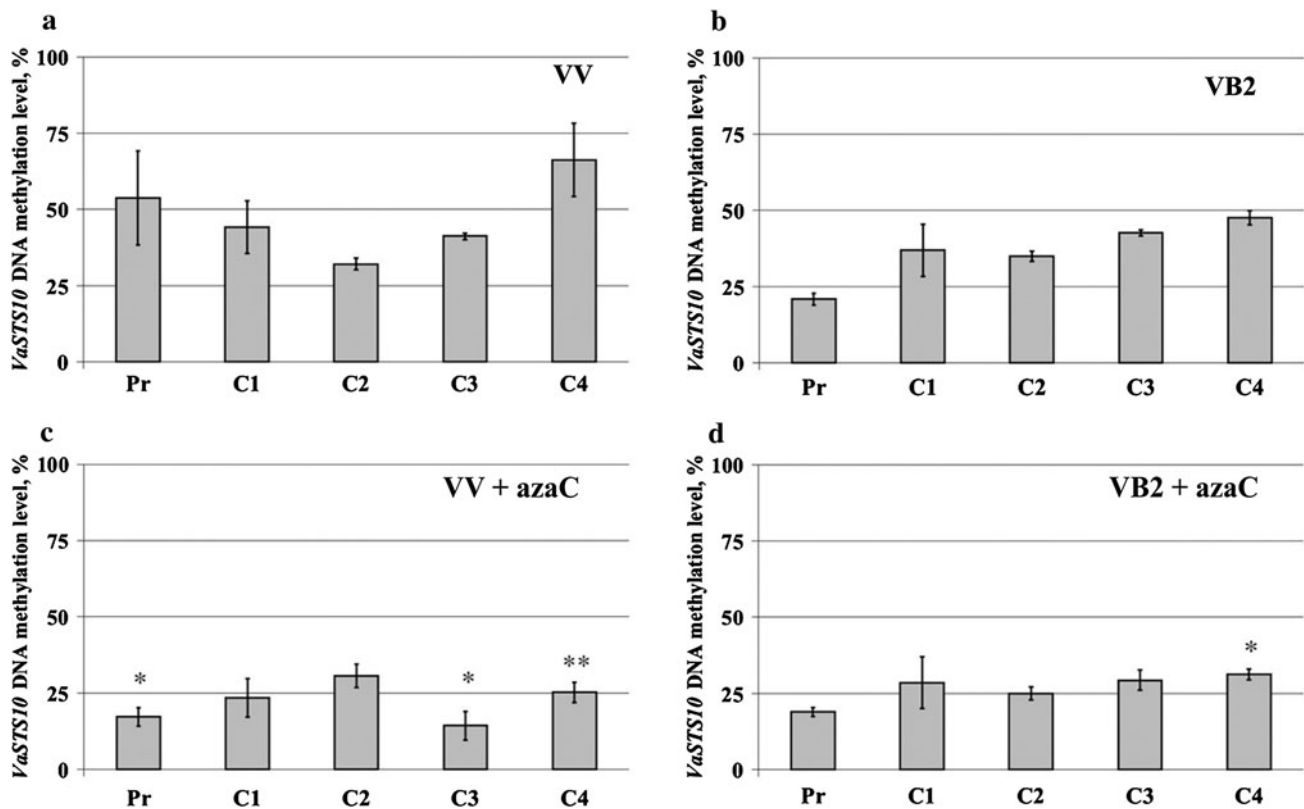 a
VaSTS10 DNA methylation level, %
100
75
50
25
0
VV
Pr C1 C2 C3 C4
b
VaSTS10 DNA methylation level, %
100
75
50
25
0
VB2
Pr C1 C2 C3 C4
c
VaSTS10 DNA methylation level, %
100
75
50
25
0
VV + azaC
* * **
Pr C1 C2 C3 C4
d
VaSTS10 DNA methylation level, %
100
75
50
25
0
VB2 + azaC
*
Pr C1 C2 C3 C4